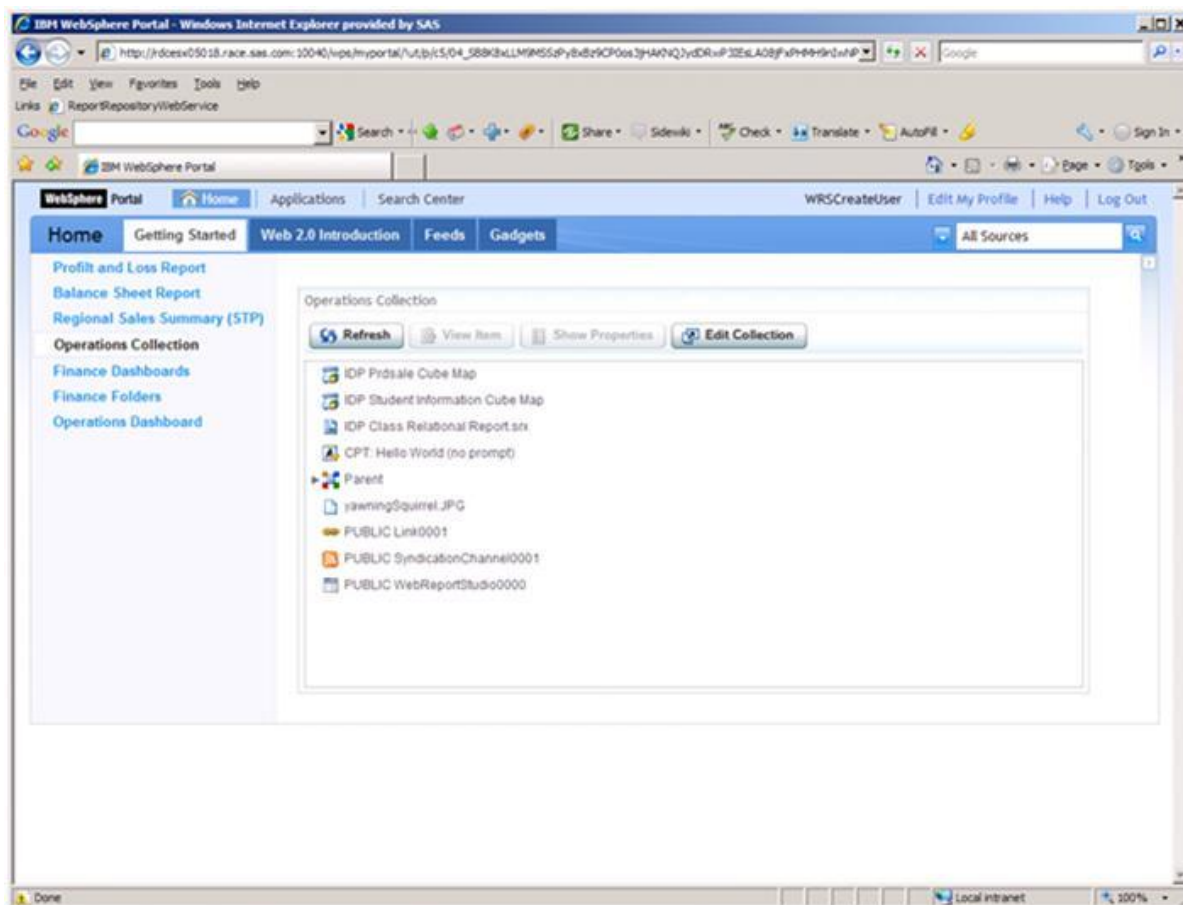 IBM WebSphere Portal - Windows Internet Explorer provided by SAS
Google
File Edit View Favorites Tools Help
Links ReportRepositoryWebService
Google Search Share Sidewiki Check Translate AutoFill Sign In
IBM WebSphere Portal Page Tools
WebSphere Portal Home Applications Search Center WRSCreateUser Edit My Profile Help Log Out
Home Getting Started Web 2.0 Introduction Feeds Gadgets All Sources
Profilt and Loss Report
Balance Sheet Report
Regional Sales Summary (STP)
Operations Collection
Finance Dashboards
Finance Folders
Operations Dashboard
Operations Collection
Refresh View Item Show Properties Edit Collection
IDP Prdsale Cube Map
IDP Student Information Cube Map
IDP Class Relational Report.srx
CPT: Hello World (no prompt)
Parent
yawningSquirrel.JPG
PUBLIC Link0001
PUBLIC SyndicationChannel0001
PUBLIC WebReportStudio0000
Done Local intranet 100%